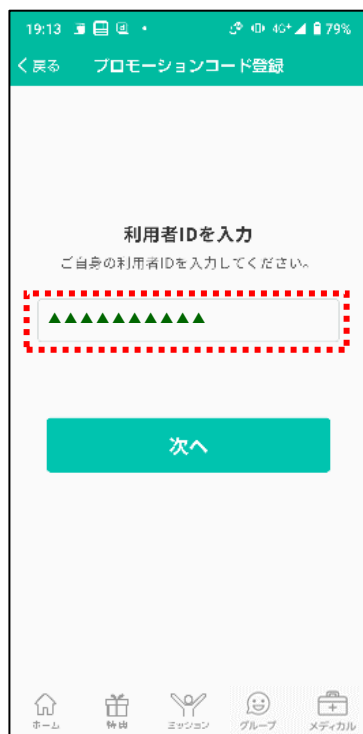 19:13 4G+ 79%
戻る プロモーションコード登録
利用者IDを入力
ご自身の利用者IDを入力してください。
▲▲▲▲▲▲▲▲▲▲
次へ
ホーム 特典 ミッション グループ メディカル